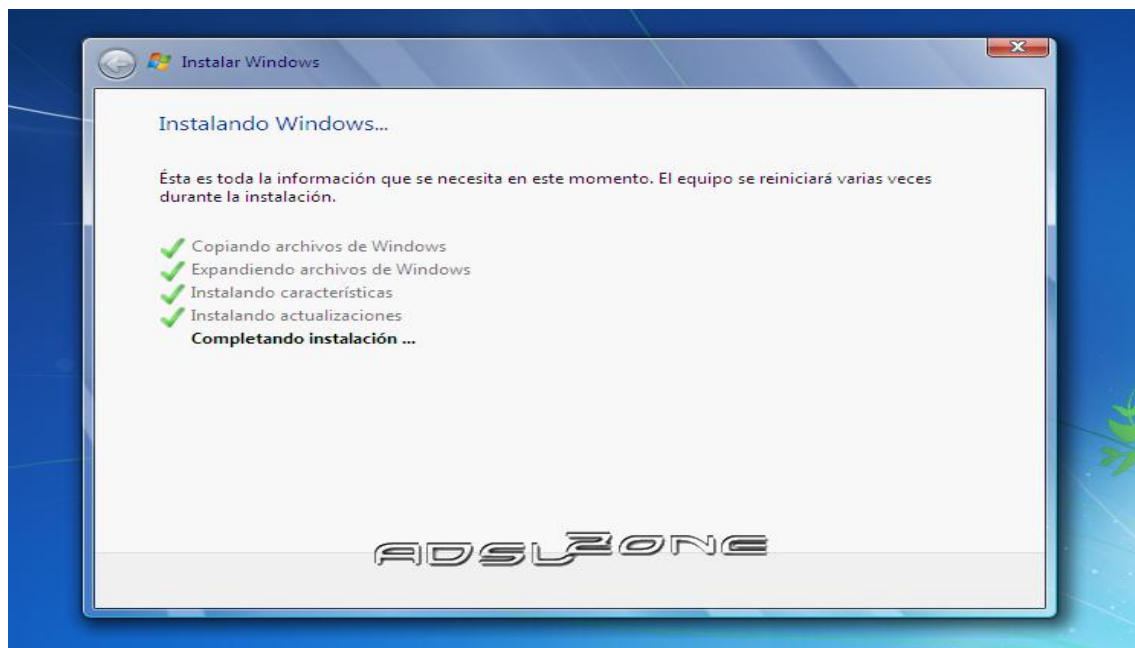 Instalar Windows
Instalando Windows...
Ésta es toda la información que se necesita en este momento. El equipo se reiniciará varias veces
durante la instalación.
Copiando archivos de Windows
Expandiendo archivos de Windows
Instalando características
Instalando actualizaciones
Completando instalación ...
ADSLZONE